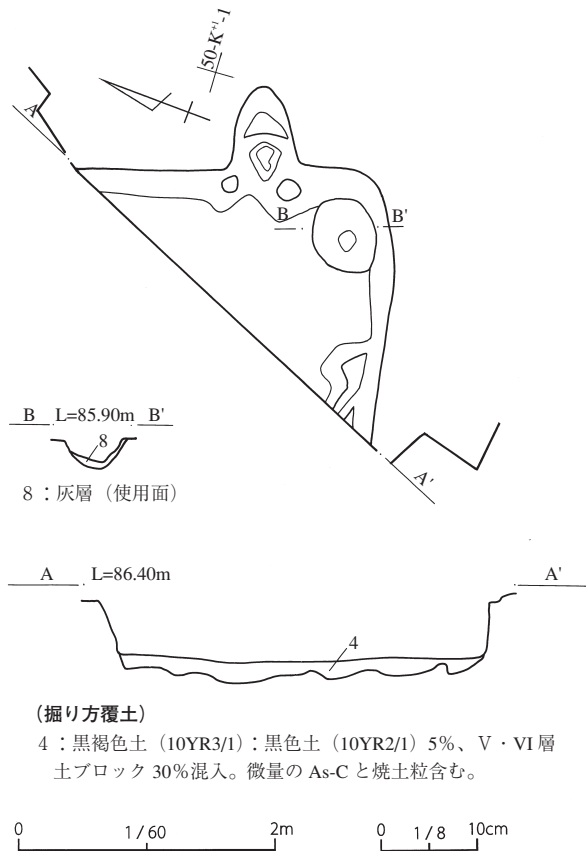 50-K+1-1
A
B
B'
B
L=85.90m
B'
8
8：灰層（使用面）
A'
A
L=86.40m
A'
4
(掘り方覆土)
4：黒褐色土（10YR3/1）：黒色土（10YR2/1）5％、Ⅴ・Ⅵ層
土ブロック 30％混入。微量の As-C と焼土粒含む。
0
1/60
2m
0
1/8
10cm